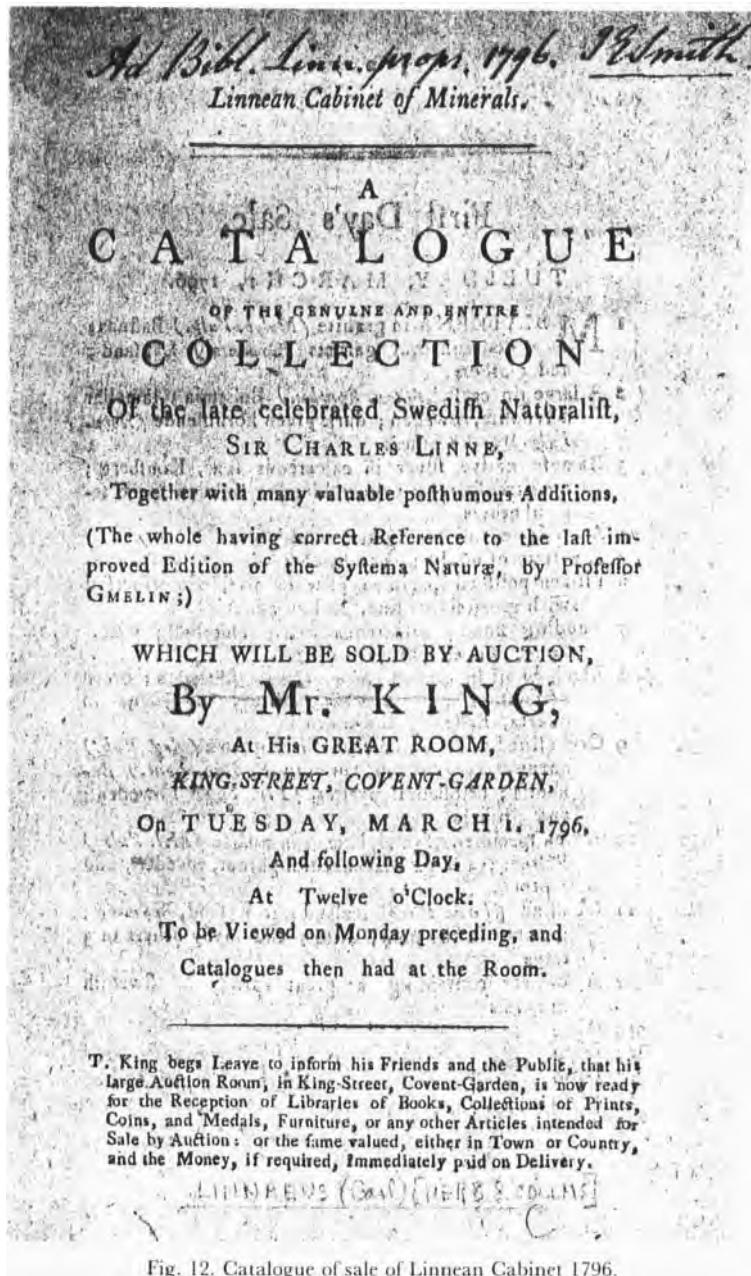 Ad Bibl. Linn. propr. 1796. JESmith.
Linnean Cabinet of Minerals.
A
CATALOGUE
OF THE GENUINE AND ENTIRE
COLLECTION
Of the late celebrated Swediſh Naturaliſt,
SIR CHARLES LINNE,
Together with many valuable poſthumous Additions,
(The whole having correct Reference to the laſt im-
proved Edition of the Syſtema Naturæ, by Profeſſor
GMELIN;)
WHICH WILL BE SOLD BY AUCTION,
By Mr. KING,
At His GREAT ROOM,
KING-STREET, COVENT-GARDEN,
On TUESDAY, MARCH 1, 1796,
And following Day,
At Twelve o'Clock.
To be Viewed on Monday preceding, and
Catalogues then had at the Room.
T. King begs Leave to inform his Friends and the Public, that his
large Auction Room, in King-Street, Covent-Garden, is now ready
for the Reception of Libraries of Books, Collections of Prints,
Coins, and Medals, Furniture, or any other Articles intended for
Sale by Auction: or the ſame valued, either in Town or Country,
and the Money, if required, Immediately paid on Delivery.
LINNAEUS (Carl)
Fig. 12. Catalogue of sale of Linnean Cabinet 1796.